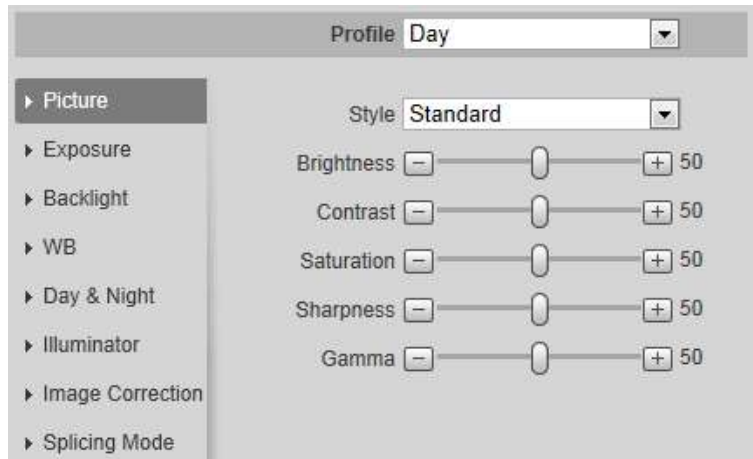 Profile Day
Picture
Style Standard
Exposure
Brightness 50
Backlight
Contrast 50
WB
Saturation 50
Day & Night
Sharpness 50
Illuminator
Gamma 50
Image Correction
Splicing Mode